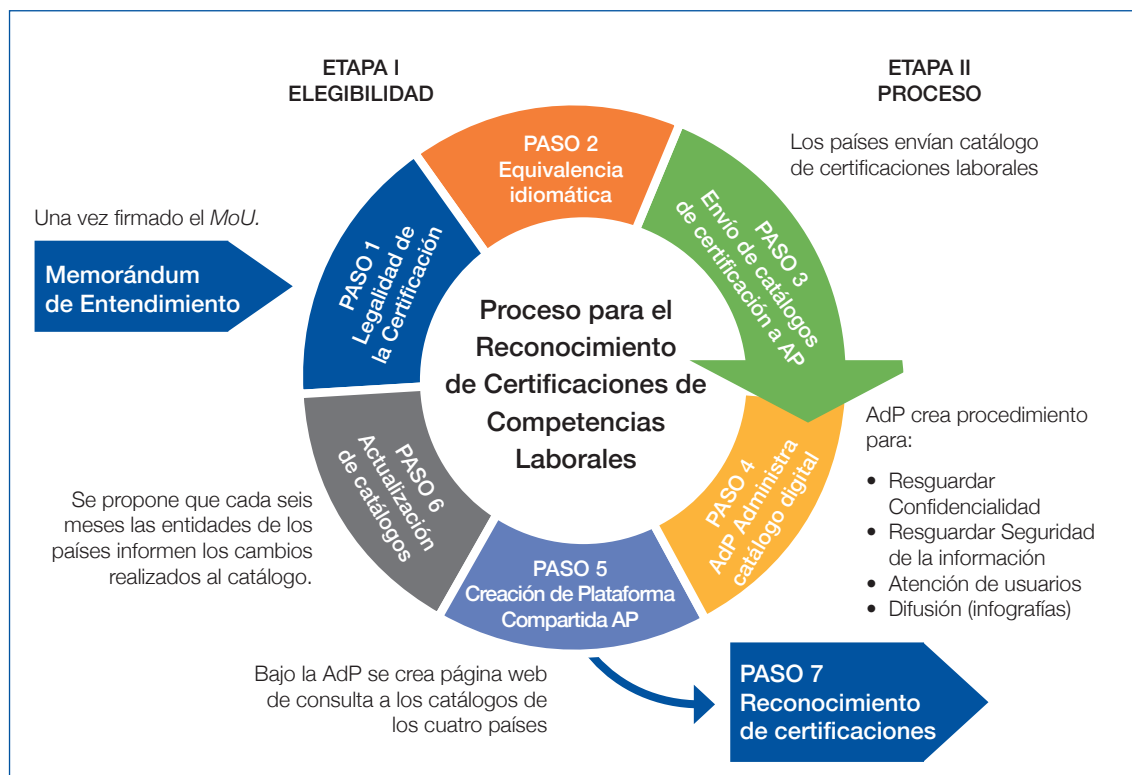 ETAPA I
ELEGIBILIDAD
ETAPA II
PROCESO
Los países envían catálogo
de certificaciones laborales
Una vez firmado el MoU.
Memorándum
de Entendimiento
PASO 1
Legalidad de
la Certificación
PASO 2
Equivalencia
idiomática
PASO 3
Envío de catálogos
de certificación a AP
Proceso para el
Reconocimiento
de Certificaciones de
Competencias
Laborales
PASO 4
AdP Administra
catálogo digital
AdP crea procedimiento
para:
• Resguardar
Confidencialidad
• Resguardar Seguridad
de la información
• Atención de usuarios
• Difusión (infografías)
PASO 5
Creación de Plataforma
Compartida AP
Bajo la AdP se crea página web
de consulta a los catálogos de
los cuatro países
PASO 6
Actualización
de catálogos
Se propone que cada seis
meses las entidades de los
países informen los cambios
realizados al catálogo.
PASO 7
Reconocimiento
de certificaciones